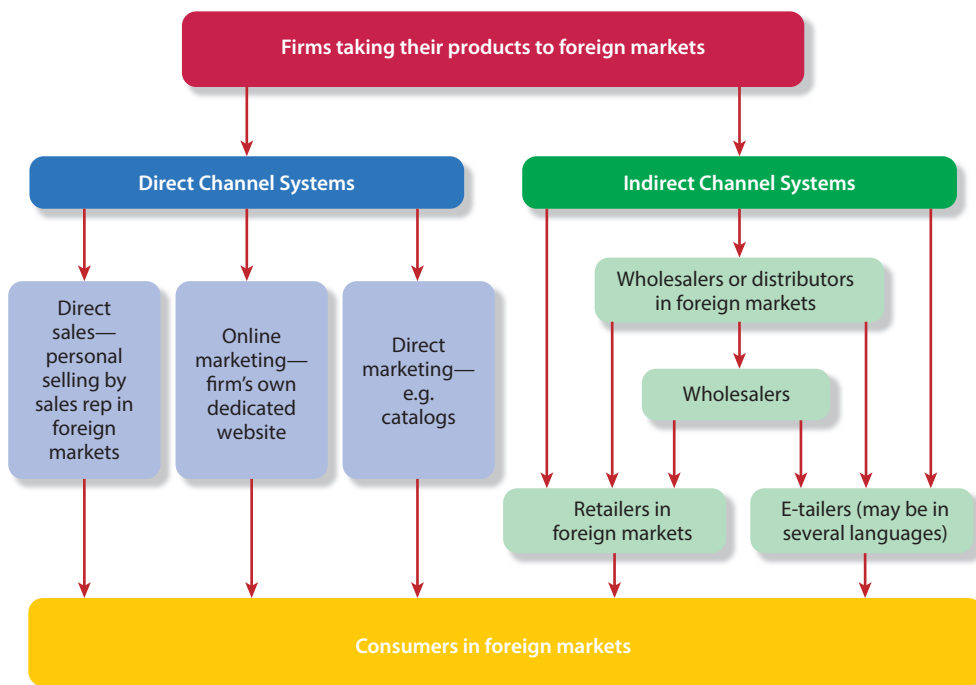 Firms taking their products to foreign markets
Direct Channel Systems
Indirect Channel Systems
Direct
sales—
personal
selling by
sales rep in
foreign
markets
Online
marketing—
firm's own
dedicated
website
Direct
marketing—
e.g.
catalogs
Wholesalers or distributors
in foreign markets
Wholesalers
Retailers in
foreign markets
E-tailers (may be in
several languages)
Consumers in foreign markets